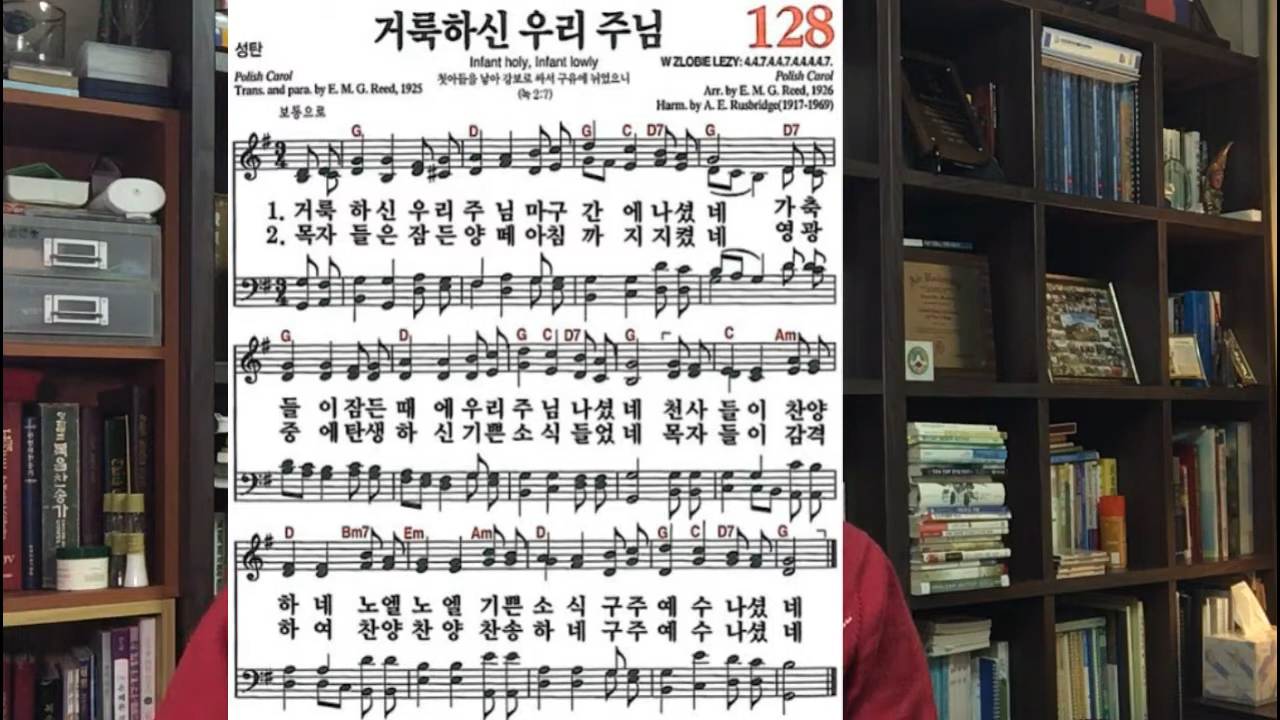 거룩하신 우리 주님
128
성탄
Infant holy, Infant lowly
W ZLOBIE LEZY: 4.4.7.4.4.7.4.4.4.4.7.
Polish Carol
Trans. and para. by E. M. G. Reed, 1925
첫아들을 낳아 강보로 싸서 구유에 뉘었으니
(눅 2:7)
Polish Carol
Arr. by E. M. G. Reed, 1926
Harm. by A. E. Rusbridge(1917-1969)
보통으로
G D G C D7 G D7
1. 거룩 하신 우리 주 님 마구 간 에 나셨 네 가축
2. 목자 들은 잠든 양 떼 아침 까 지 지켰 네 영광
G D G C D7 G C Am
들 이 잠든 때 에 우리 주 님 나셨 네 천사 들 이 찬양
중 에 탄생 하 신 기쁜 소 식 들었 네 목자 들 이 감격
D Bm7 Em Am D G C D7 G
하 네 노엘 노 엘 기쁜 소 식 구주 예 수 나셨 네
하 여 찬양 찬 양 찬송 하 네 구주 예 수 나셨 네